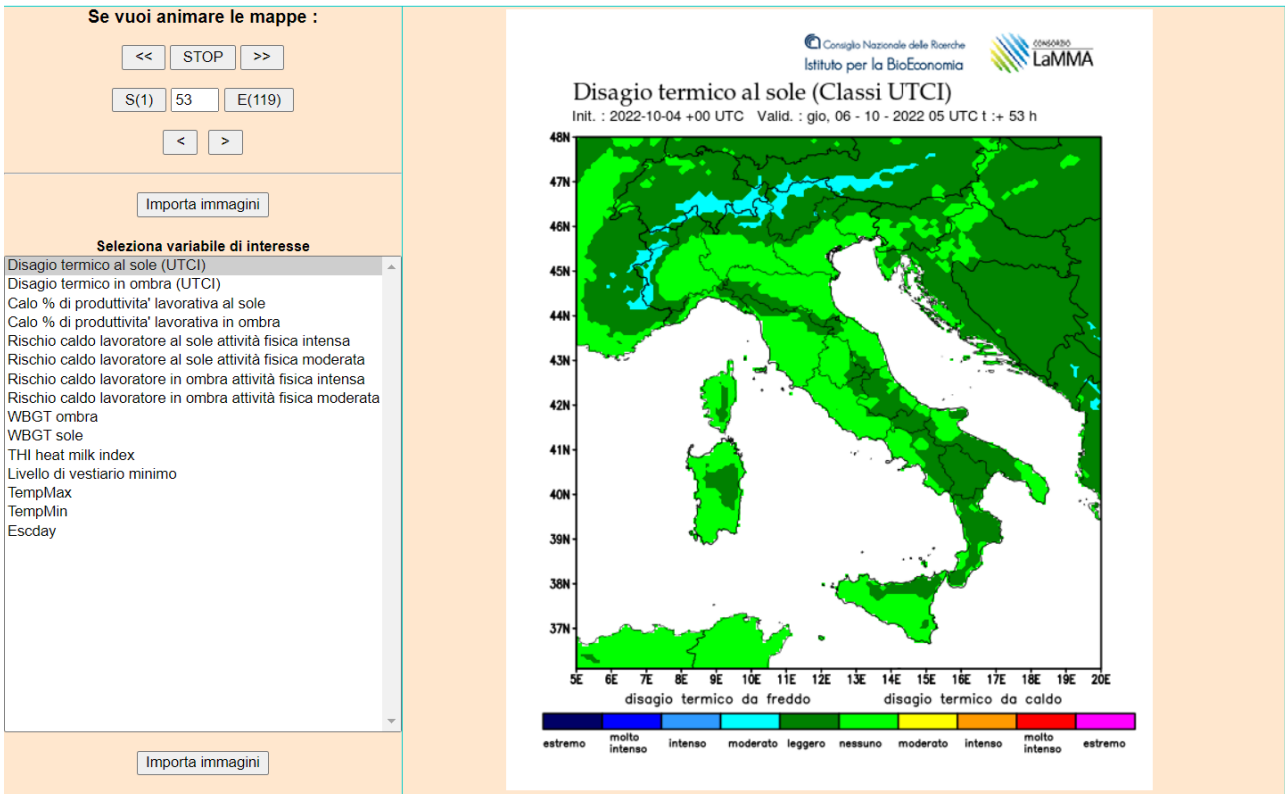 Se vuoi animare le mappe :
<< STOP >>
S(1) 53 E(119)
< >
Importa immagini
Seleziona variabile di interesse
Disagio termico al sole (UTCI)
Disagio termico in ombra (UTCI)
Calo % di produttivita' lavorativa al sole
Calo % di produttivita' lavorativa in ombra
Rischio caldo lavoratore al sole attività fisica intensa
Rischio caldo lavoratore al sole attività fisica moderata
Rischio caldo lavoratore in ombra attività fisica intensa
Rischio caldo lavoratore in ombra attività fisica moderata
WBGT ombra
WBGT sole
THI heat milk index
Livello di vestiario minimo
TempMax
TempMin
Escday
Importa immagini
Consiglio Nazionale delle Ricerche
Istituto per la BioEconomia
CONSORZIO
LaMMA
Disagio termico al sole (Classi UTCI)
Init. : 2022-10-04 +00 UTC Valid. : gio, 06 - 10 - 2022 05 UTC t :+ 53 h
48N
47N
46N
45N
44N
43N
42N
41N
40N
39N
38N
37N
5E 6E 7E 8E 9E 10E 11E 12E 13E 14E 15E 16E 17E 18E 19E 20E
disagio termico da freddo disagio termico da caldo
estremo molto intenso intenso moderato leggero nessuno moderato intenso molto intenso estremo